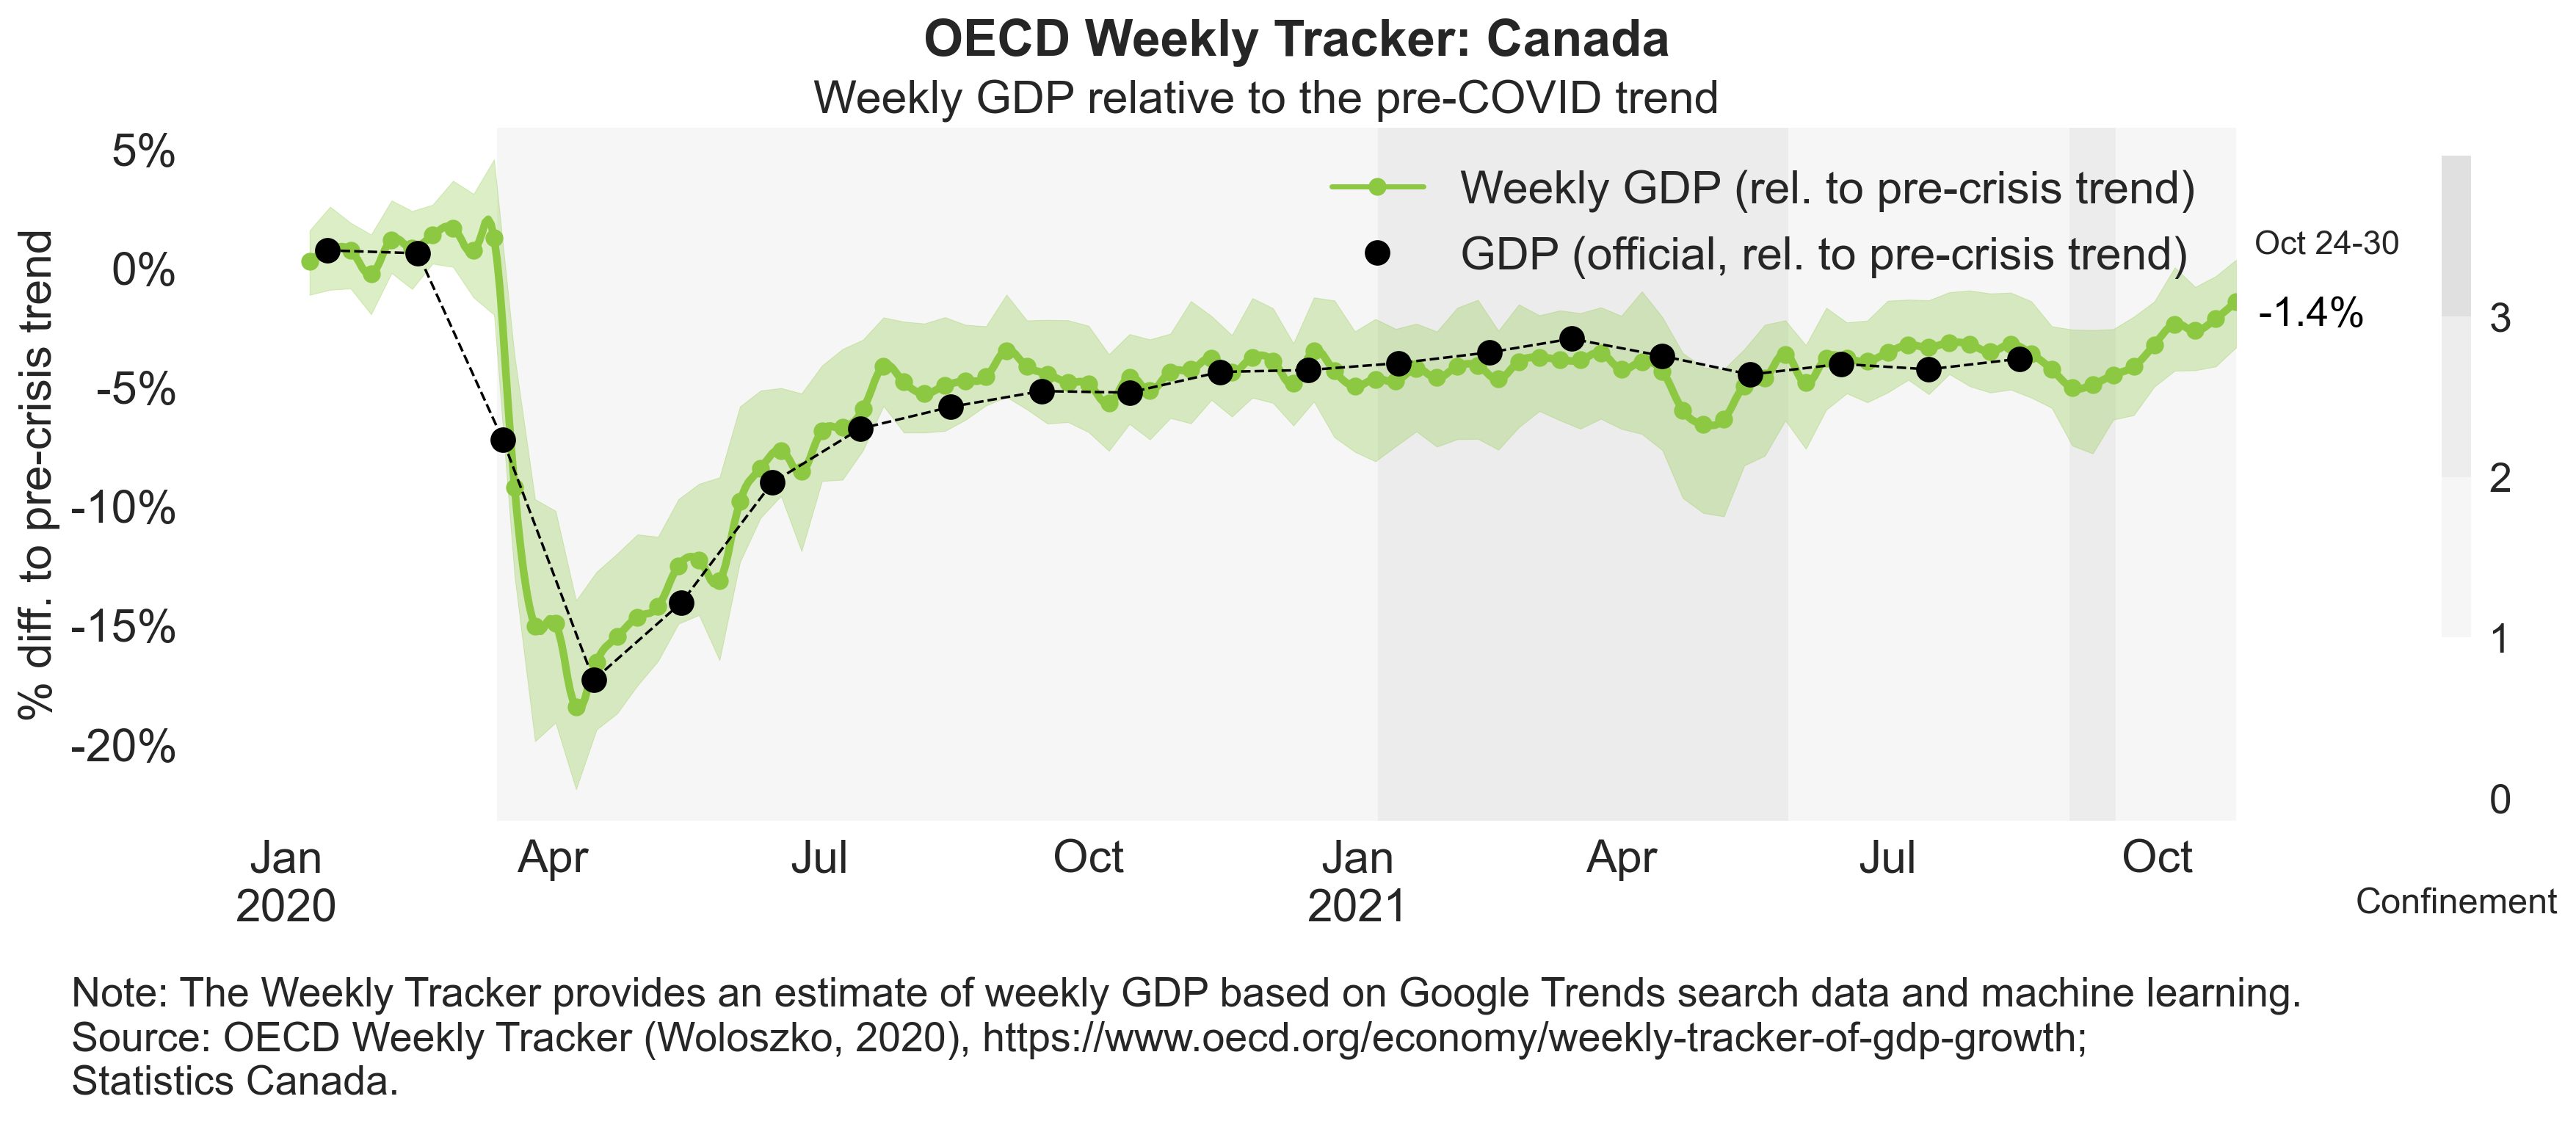 OECD Weekly Tracker: Canada
Weekly GDP relative to the pre-COVID trend
% diff. to pre-crisis trend
5%
0%
-5%
-10%
-15%
-20%
Weekly GDP (rel. to pre-crisis trend)
GDP (official, rel. to pre-crisis trend)
Oct 24-30
-1.4%
3
2
1
0
Confinement
Jan Apr Jul Oct Jan Apr Jul Oct
2020 2021
Note: The Weekly Tracker provides an estimate of weekly GDP based on Google Trends search data and machine learning.
Source: OECD Weekly Tracker (Woloszko, 2020), https://www.oecd.org/economy/weekly-tracker-of-gdp-growth;
Statistics Canada.